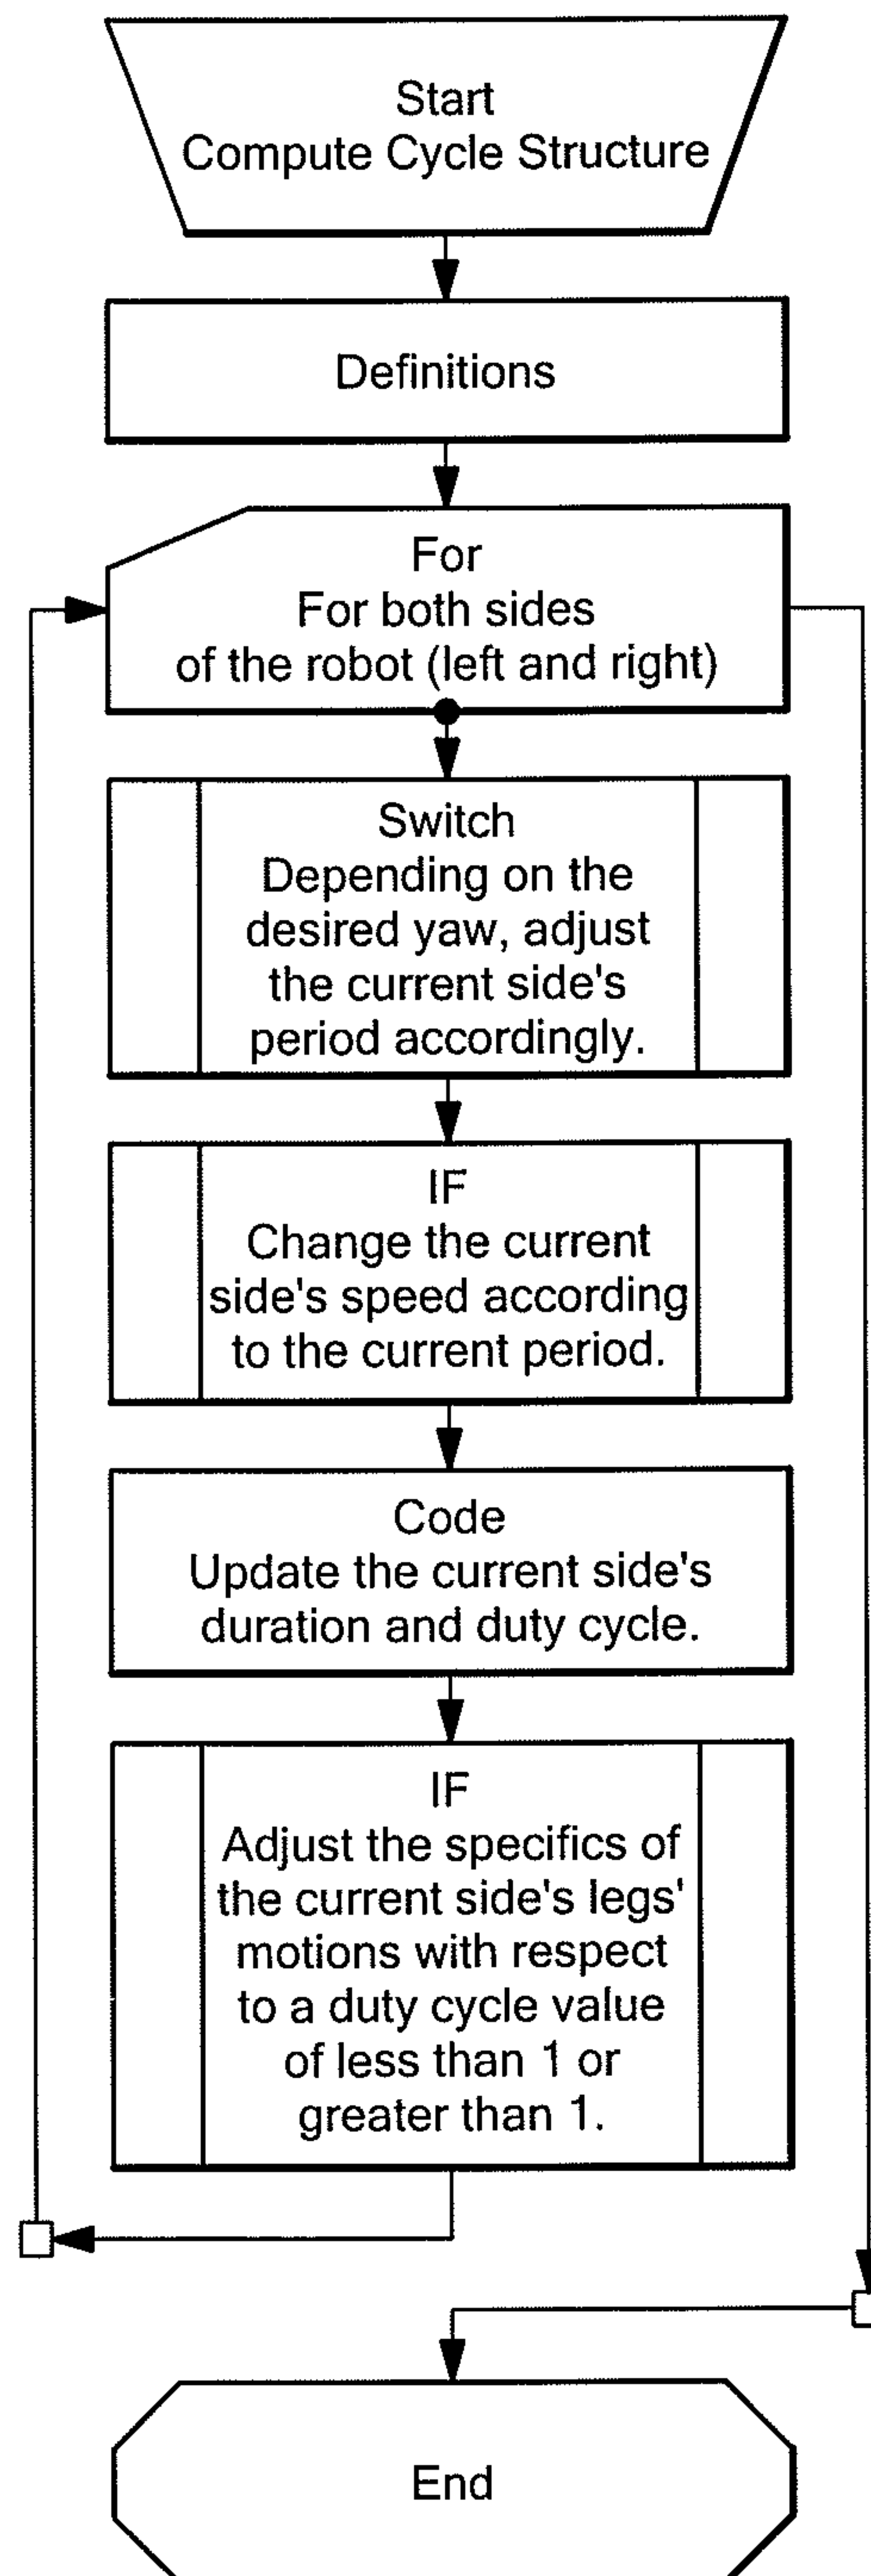 Start
Compute Cycle Structure
Definitions
For
For both sides
of the robot (left and right)
Switch
Depending on the
desired yaw, adjust
the current side's
period accordingly.
IF
Change the current
side's speed according
to the current period.
Code
Update the current side's
duration and duty cycle.
IF
Adjust the specifics of
the current side's legs'
motions with respect
to a duty cycle value
of less than 1 or
greater than 1.
End